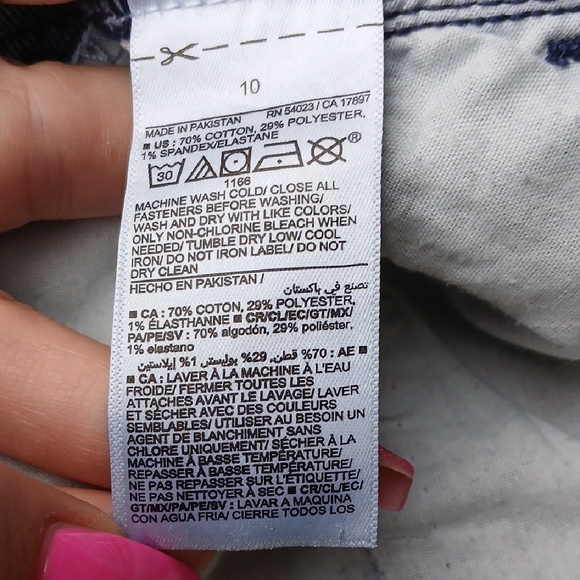 10
RN 54023 / CA 17897
MADE IN PAKISTAN
■ US : 70% COTTON, 29% POLYESTER,
1% SPANDEX/ELASTANE
30 ®
1166
MACHINE WASH COLD/ CLOSE ALL
FASTENERS BEFORE WASHING/
WASH AND DRY WITH LIKE COLORS/
ONLY NON-CHLORINE BLEACH WHEN
NEEDED/ TUMBLE DRY LOW/ COOL
IRON/ DO NOT IRON LABEL/ DO NOT
DRY CLEAN
HECHO EN PAKISTAN / تصنع في باكستان
■ CA : 70% COTON, 29% POLYESTER,
1% ÉLASTHANNE ■ CR/CL/EC/GT/MX/
PA/PE/SV : 70% algodón, 29% poliéster,
1% elastano
■ AE : 70% قطن, 29% بوليستر, 1% إيلاستين
■ CA : LAVER À LA MACHINE À L'EAU
FROIDE/ FERMER TOUTES LES
ATTACHES AVANT LE LAVAGE/ LAVER
ET SÉCHER AVEC DES COULEURS
SEMBLABLES/ UTILISER AU BESOIN UN
AGENT DE BLANCHIMENT SANS
CHLORE UNIQUEMENT/ SÉCHER À LA
MACHINE À BASSE TEMPÉRATURE/
REPASSER À BASSE TEMPÉRATURE/
NE PAS REPASSER SUR L'ÉTIQUETTE/
NE PAS NETTOYER À SEC ■ CR/CL/EC/
GT/MX/PA/PE/SV : LAVAR A MAQUINA
CON AGUA FRIA/ CIERRE TODOS LOS